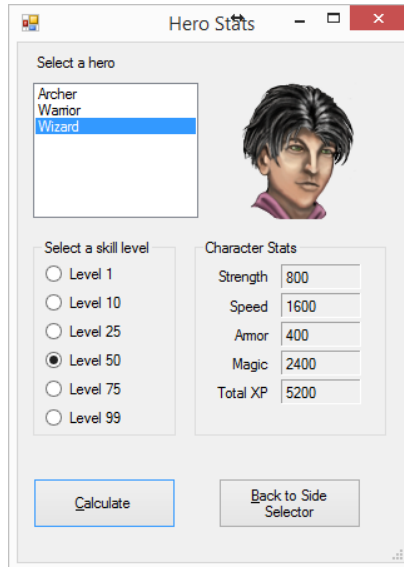 Hero Stats
Select a hero
Archer
Warrior
Wizard
Select a skill level
Level 1
Level 10
Level 25
Level 50
Level 75
Level 99
Character Stats
Strength 800
Speed 1600
Armor 400
Magic 2400
Total XP 5200
Calculate
Back to Side
Selector